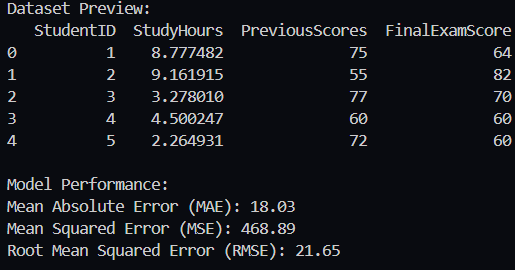 Dataset Preview:
StudentID StudyHours PreviousScores FinalExamScore
0 1 8.777482 75 64
1 2 9.161915 55 82
2 3 3.278010 77 70
3 4 4.500247 60 60
4 5 2.264931 72 60
Model Performance:
Mean Absolute Error (MAE): 18.03
Mean Squared Error (MSE): 468.89
Root Mean Squared Error (RMSE): 21.65